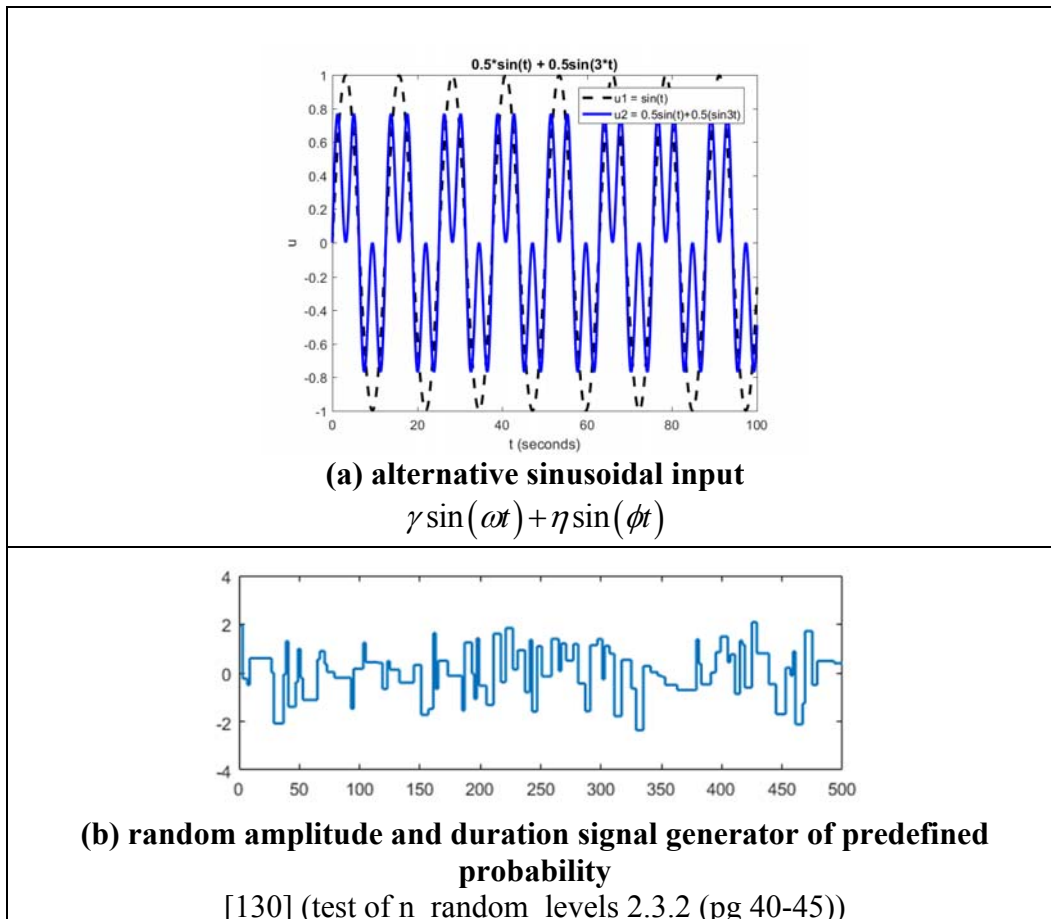 0.5*sin(t) + 0.5sin(3*t)
u1 = sin(t)
u2 = 0.5sin(t)+0.5(sin3t)
1
0.8
0.6
0.4
0.2
0
-0.2
-0.4
-0.6
-0.8
-1
u
0 20 40 60 80 100
t (seconds)
(a) alternative sinusoidal input
γ sin(ωt)+η sin(ϕt)
4
2
0
-2
-4
0 50 100 150 200 250 300 350 400 450 500
(b) random amplitude and duration signal generator of predefined
probability
[130] (test of n_random_levels 2.3.2 (pg 40-45))